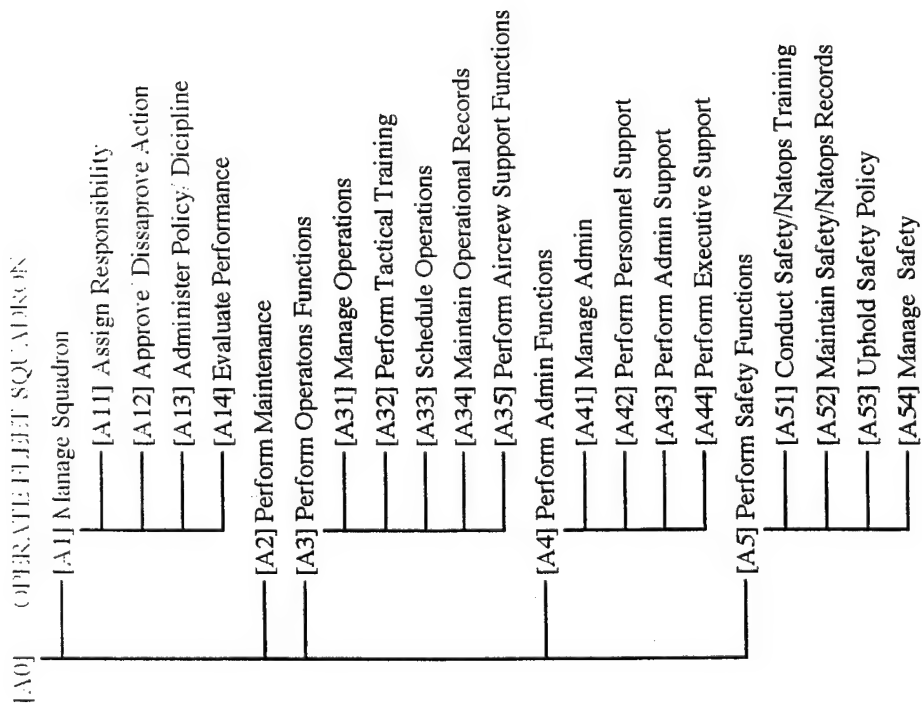 [A0] OPERATE FLEET SQUADRON
[A1] Manage Squadron
[A11] Assign Responsibility
[A12] Approve Dissaprove Action
[A13] Administer Policy/ Dicipline
[A14] Evaluate Performance
[A2] Perform Maintenance
[A3] Perform Operatons Functions
[A31] Manage Operations
[A32] Perform Tactical Training
[A33] Schedule Operations
[A34] Maintain Operational Records
[A35] Perform Aircrew Support Functions
[A4] Perform Admin Functions
[A41] Manage Admin
[A42] Perform Personnel Support
[A43] Perform Admin Support
[A44] Perform Executive Support
[A5] Perform Safety Functions
[A51] Conduct Safety/Natops Training
[A52] Maintain Safety/Natops Records
[A53] Uphold Safety Policy
[A54] Manage Safety